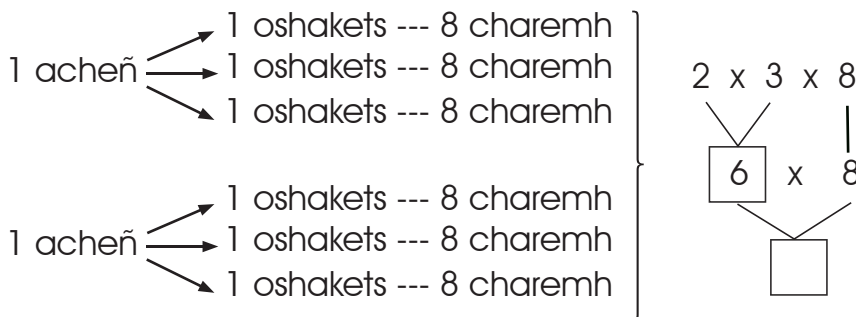 1 oshakets --- 8 charemh
1 acheñ 1 oshakets --- 8 charemh
1 oshakets --- 8 charemh
1 oshakets --- 8 charemh
1 acheñ 1 oshakets --- 8 charemh
1 oshakets --- 8 charemh
2 x 3 x 8
6 x 8